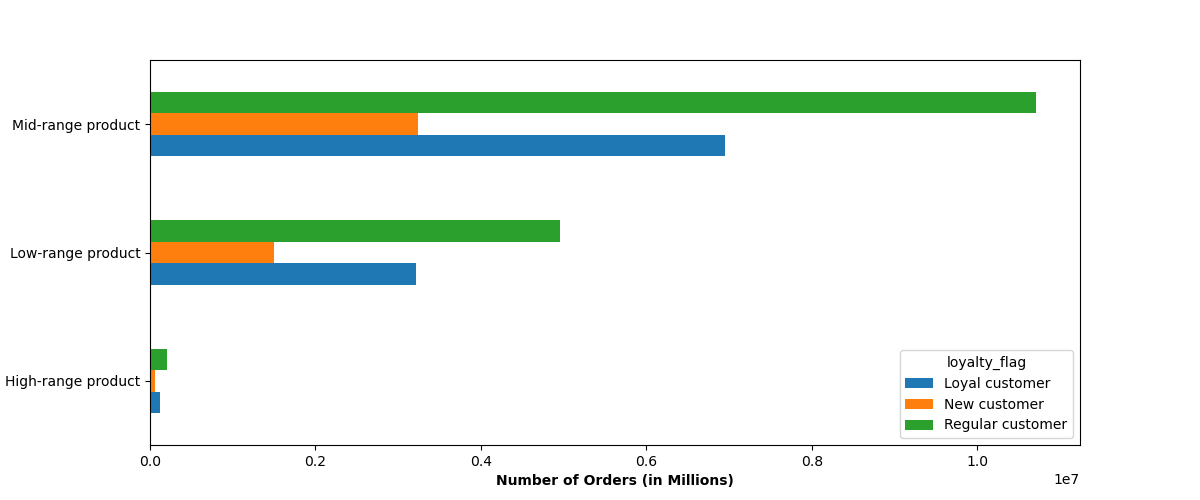 Mid-range product
Low-range product
High-range product
loyalty_flag
Loyal customer
New customer
Regular customer
0.0 0.2 0.4 0.6 0.8 1.0
1e7
Number of Orders (in Millions)